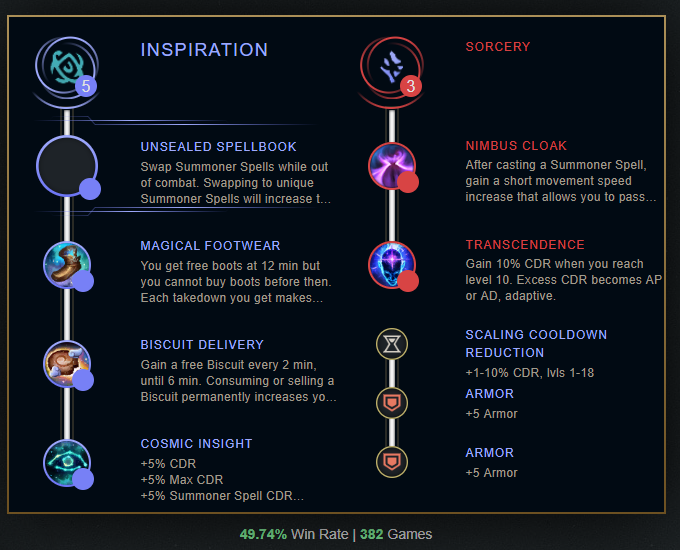 INSPIRATION
5
UNSEALED SPELLBOOK
Swap Summoner Spells while out
of combat. Swapping to unique
Summoner Spells will increase t...
MAGICAL FOOTWEAR
You get free boots at 12 min but
you cannot buy boots before then.
Each takedown you get makes...
BISCUIT DELIVERY
Gain a free Biscuit every 2 min,
until 6 min. Consuming or selling a
Biscuit permanently increases yo...
COSMIC INSIGHT
+5% CDR
+5% Max CDR
+5% Summoner Spell CDR...
SORCERY
3
NIMBUS CLOAK
After casting a Summoner Spell,
gain a short movement speed
increase that allows you to pass...
TRANSCENDENCE
Gain 10% CDR when you reach
level 10. Excess CDR becomes AP
or AD, adaptive.
SCALING COOLDOWN
REDUCTION
+1-10% CDR, lvls 1-18
ARMOR
+5 Armor
ARMOR
+5 Armor
49.74% Win Rate | 382 Games